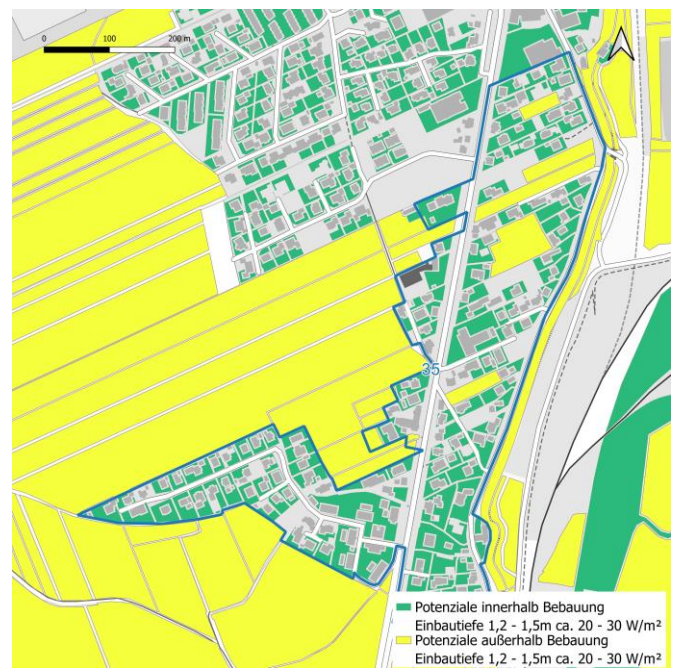 0 100 200 m
35
Potenziale innerhalb Bebauung
Einbautiefe 1,2 - 1,5m ca. 20 - 30 W/m²
Potenziale außerhalb Bebauung
Einbautiefe 1,2 - 1,5m ca. 20 - 30 W/m²